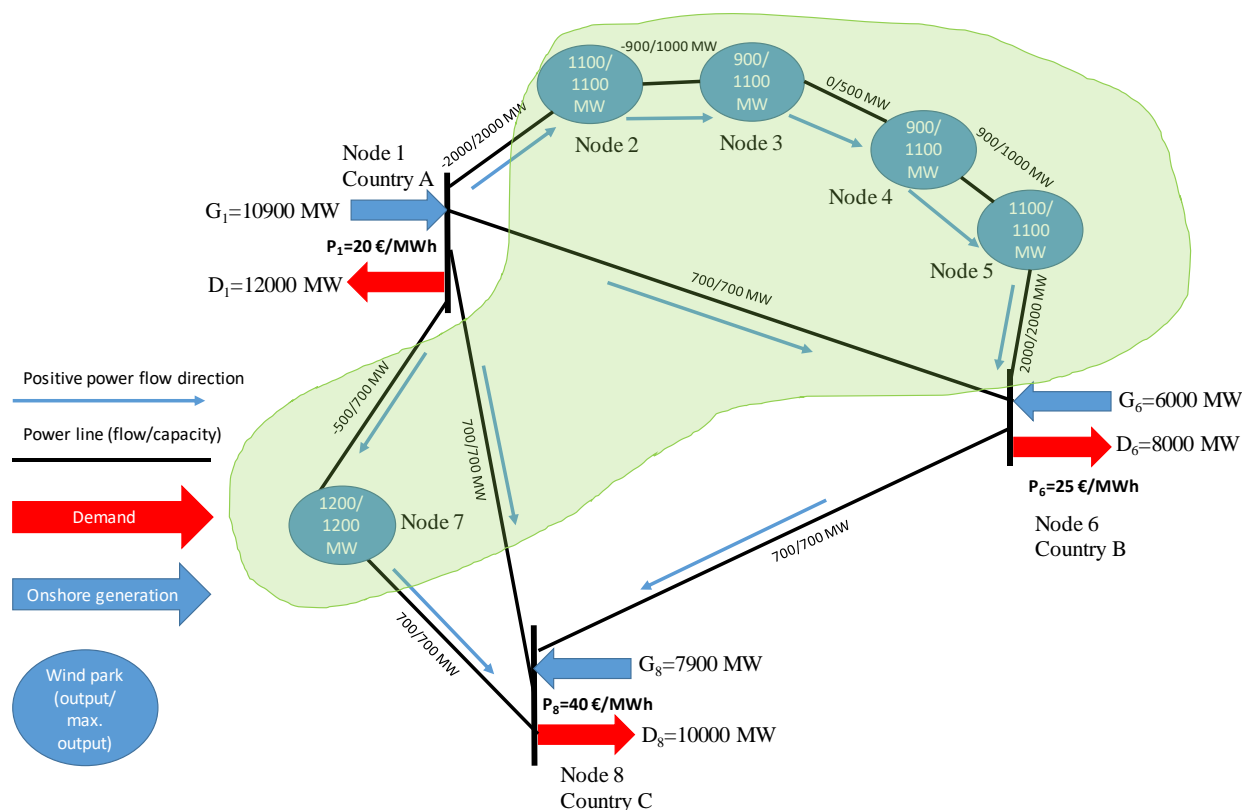 -900/1000 MW
1100/
1100
MW
900/
1100
MW
0/500 MW
-2000/2000 MW
Node 2
Node 3
900/
1100
MW
900/1000 MW
Node 1
Country A
Node 4
1100/
1100
MW
G1=10900 MW
P1=20 €/MWh
Node 5
D1=12000 MW
700/700 MW
2000/2000 MW
Positive power flow direction
-500/700 MW
G6=6000 MW
Power line (flow/capacity)
700/700 MW
D6=8000 MW
P6=25 €/MWh
Demand
1200/
1200
MW
Node 7
Node 6
Country B
700/700 MW
Onshore generation
700/700 MW
Wind park
(output/
max.
output)
G8=7900 MW
P8=40 €/MWh
D8=10000 MW
Node 8
Country C